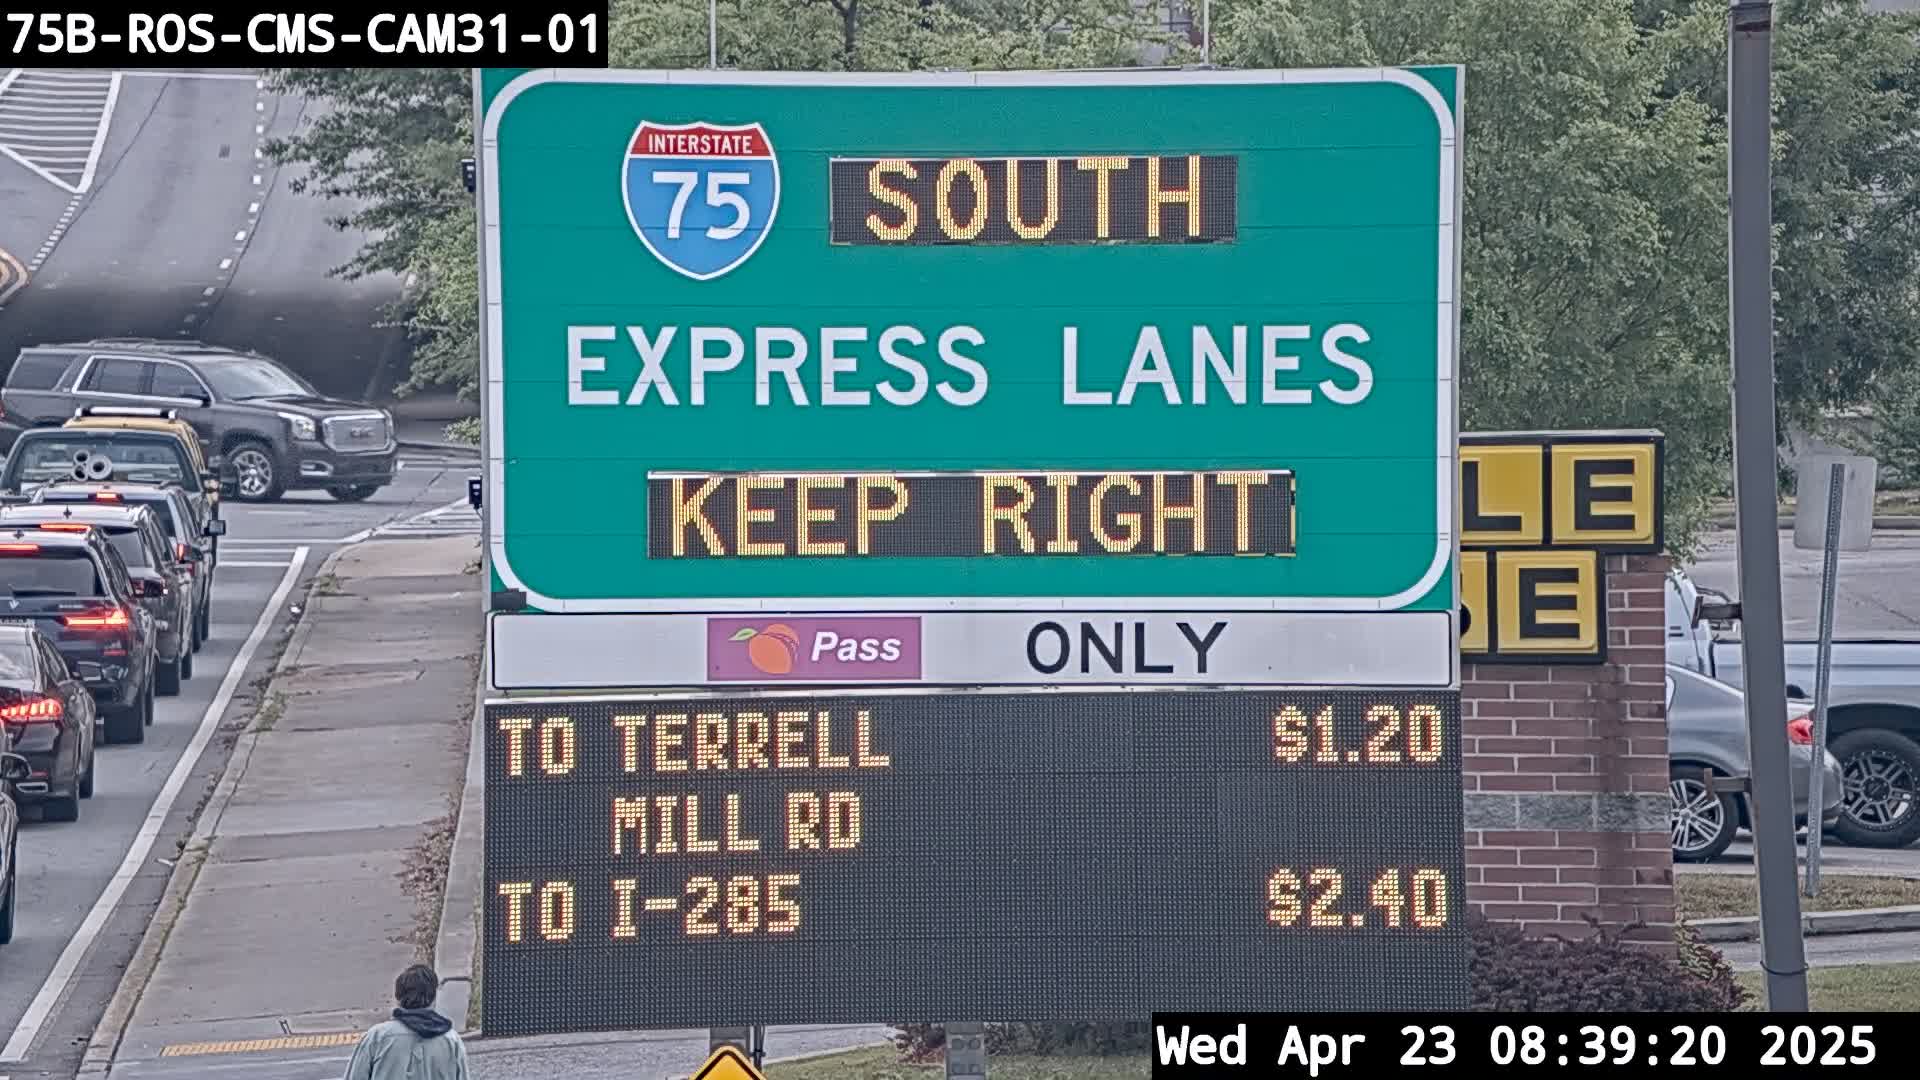 75B-ROS-CMS-CAM31-01
INTERSTATE
75
SOUTH
EXPRESS LANES
KEEP RIGHT
LE
E
Pass ONLY
TO TERRELL $1.20
MILL RD
TO I-285 $2.40
Wed Apr 23 08:39:20 2025